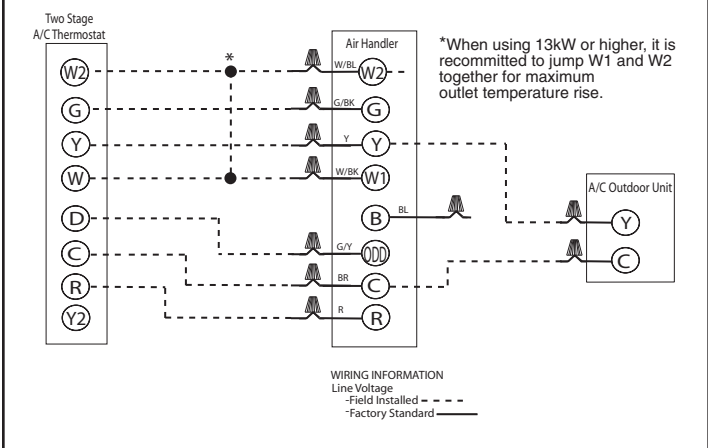 Two Stage
A/C Thermostat
Air Handler
*When using 13kW or higher, it is
recommitted to jump W1 and W2
together for maximum
outlet temperature rise.
*
W2
W/BL
W2
G
G/BK
G
Y
Y
Y
W
W/BK
W1
A/C Outdoor Unit
D
B
BL
Y
G/Y
ODD
C
BR
C
C
R
R
R
Y2
WIRING INFORMATION
Line Voltage
-Field Installed
-Factory Standard